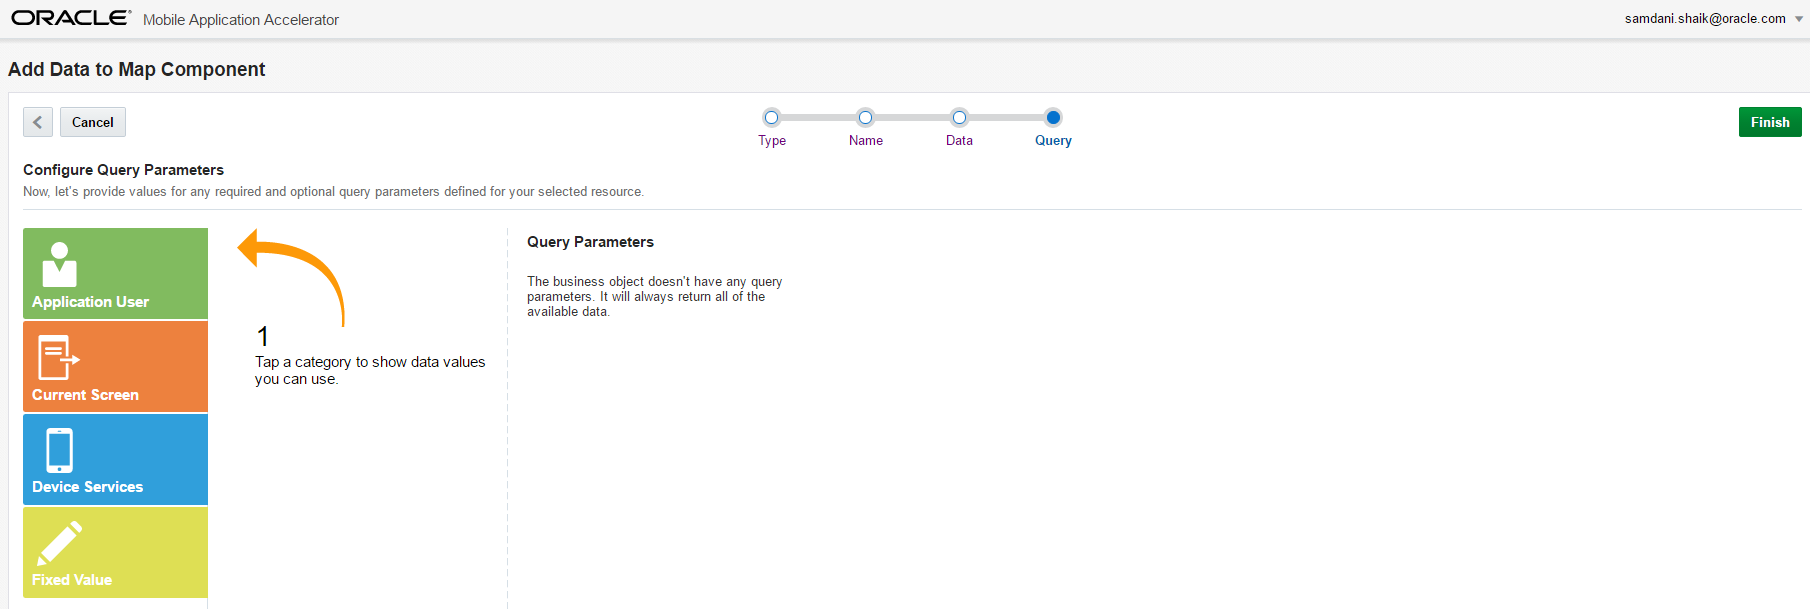 ORACLE® Mobile Application Accelerator
samdani.shaik@oracle.com
Add Data to Map Component
Cancel
Type
Name
Data
Query
Finish
Configure Query Parameters
Now, let's provide values for any required and optional query parameters defined for your selected resource.
Application User
Current Screen
Device Services
Fixed Value
1
Tap a category to show data values
you can use.
Query Parameters
The business object doesn't have any query
parameters. It will always return all of the
available data.